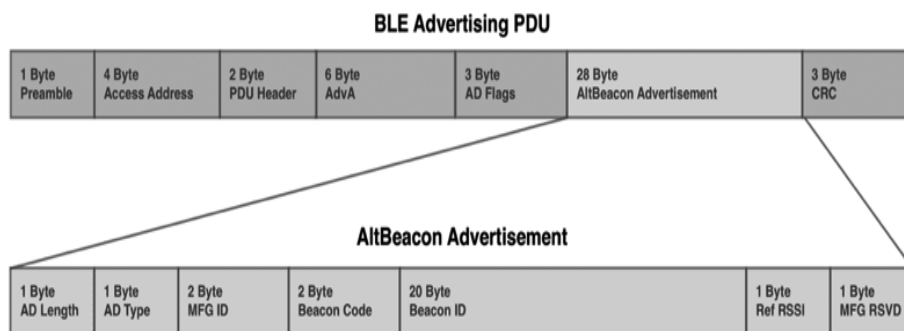 BLE Advertising PDU
1 Byte
Preamble
4 Byte
Access Address
2 Byte
PDU Header
6 Byte
AdvA
3 Byte
AD Flags
28 Byte
AltBeacon Advertisement
3 Byte
CRC
AltBeacon Advertisement
1 Byte
AD Length
1 Byte
AD Type
2 Byte
MFG ID
2 Byte
Beacon Code
20 Byte
Beacon ID
1 Byte
Ref RSSI
1 Byte
MFG RSVD